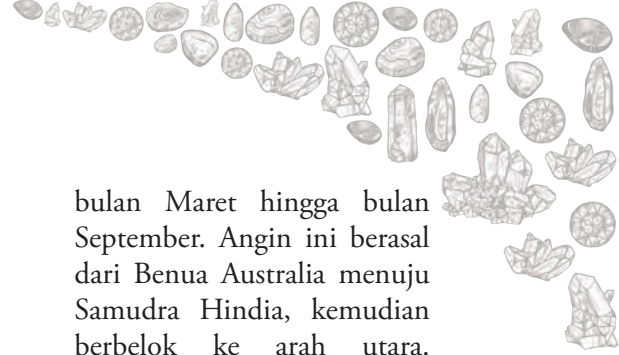 bulan Maret hingga bulan
September. Angin ini berasal
dari Benua Australia menuju
Samudra Hindia, kemudian
berbelok ke arah utara.